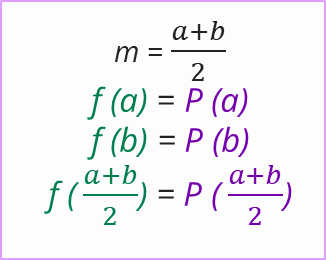 m = a+b/2
f (a) = P (a)
f (b) = P (b)
f (a+b/2) = P (a+b/2)